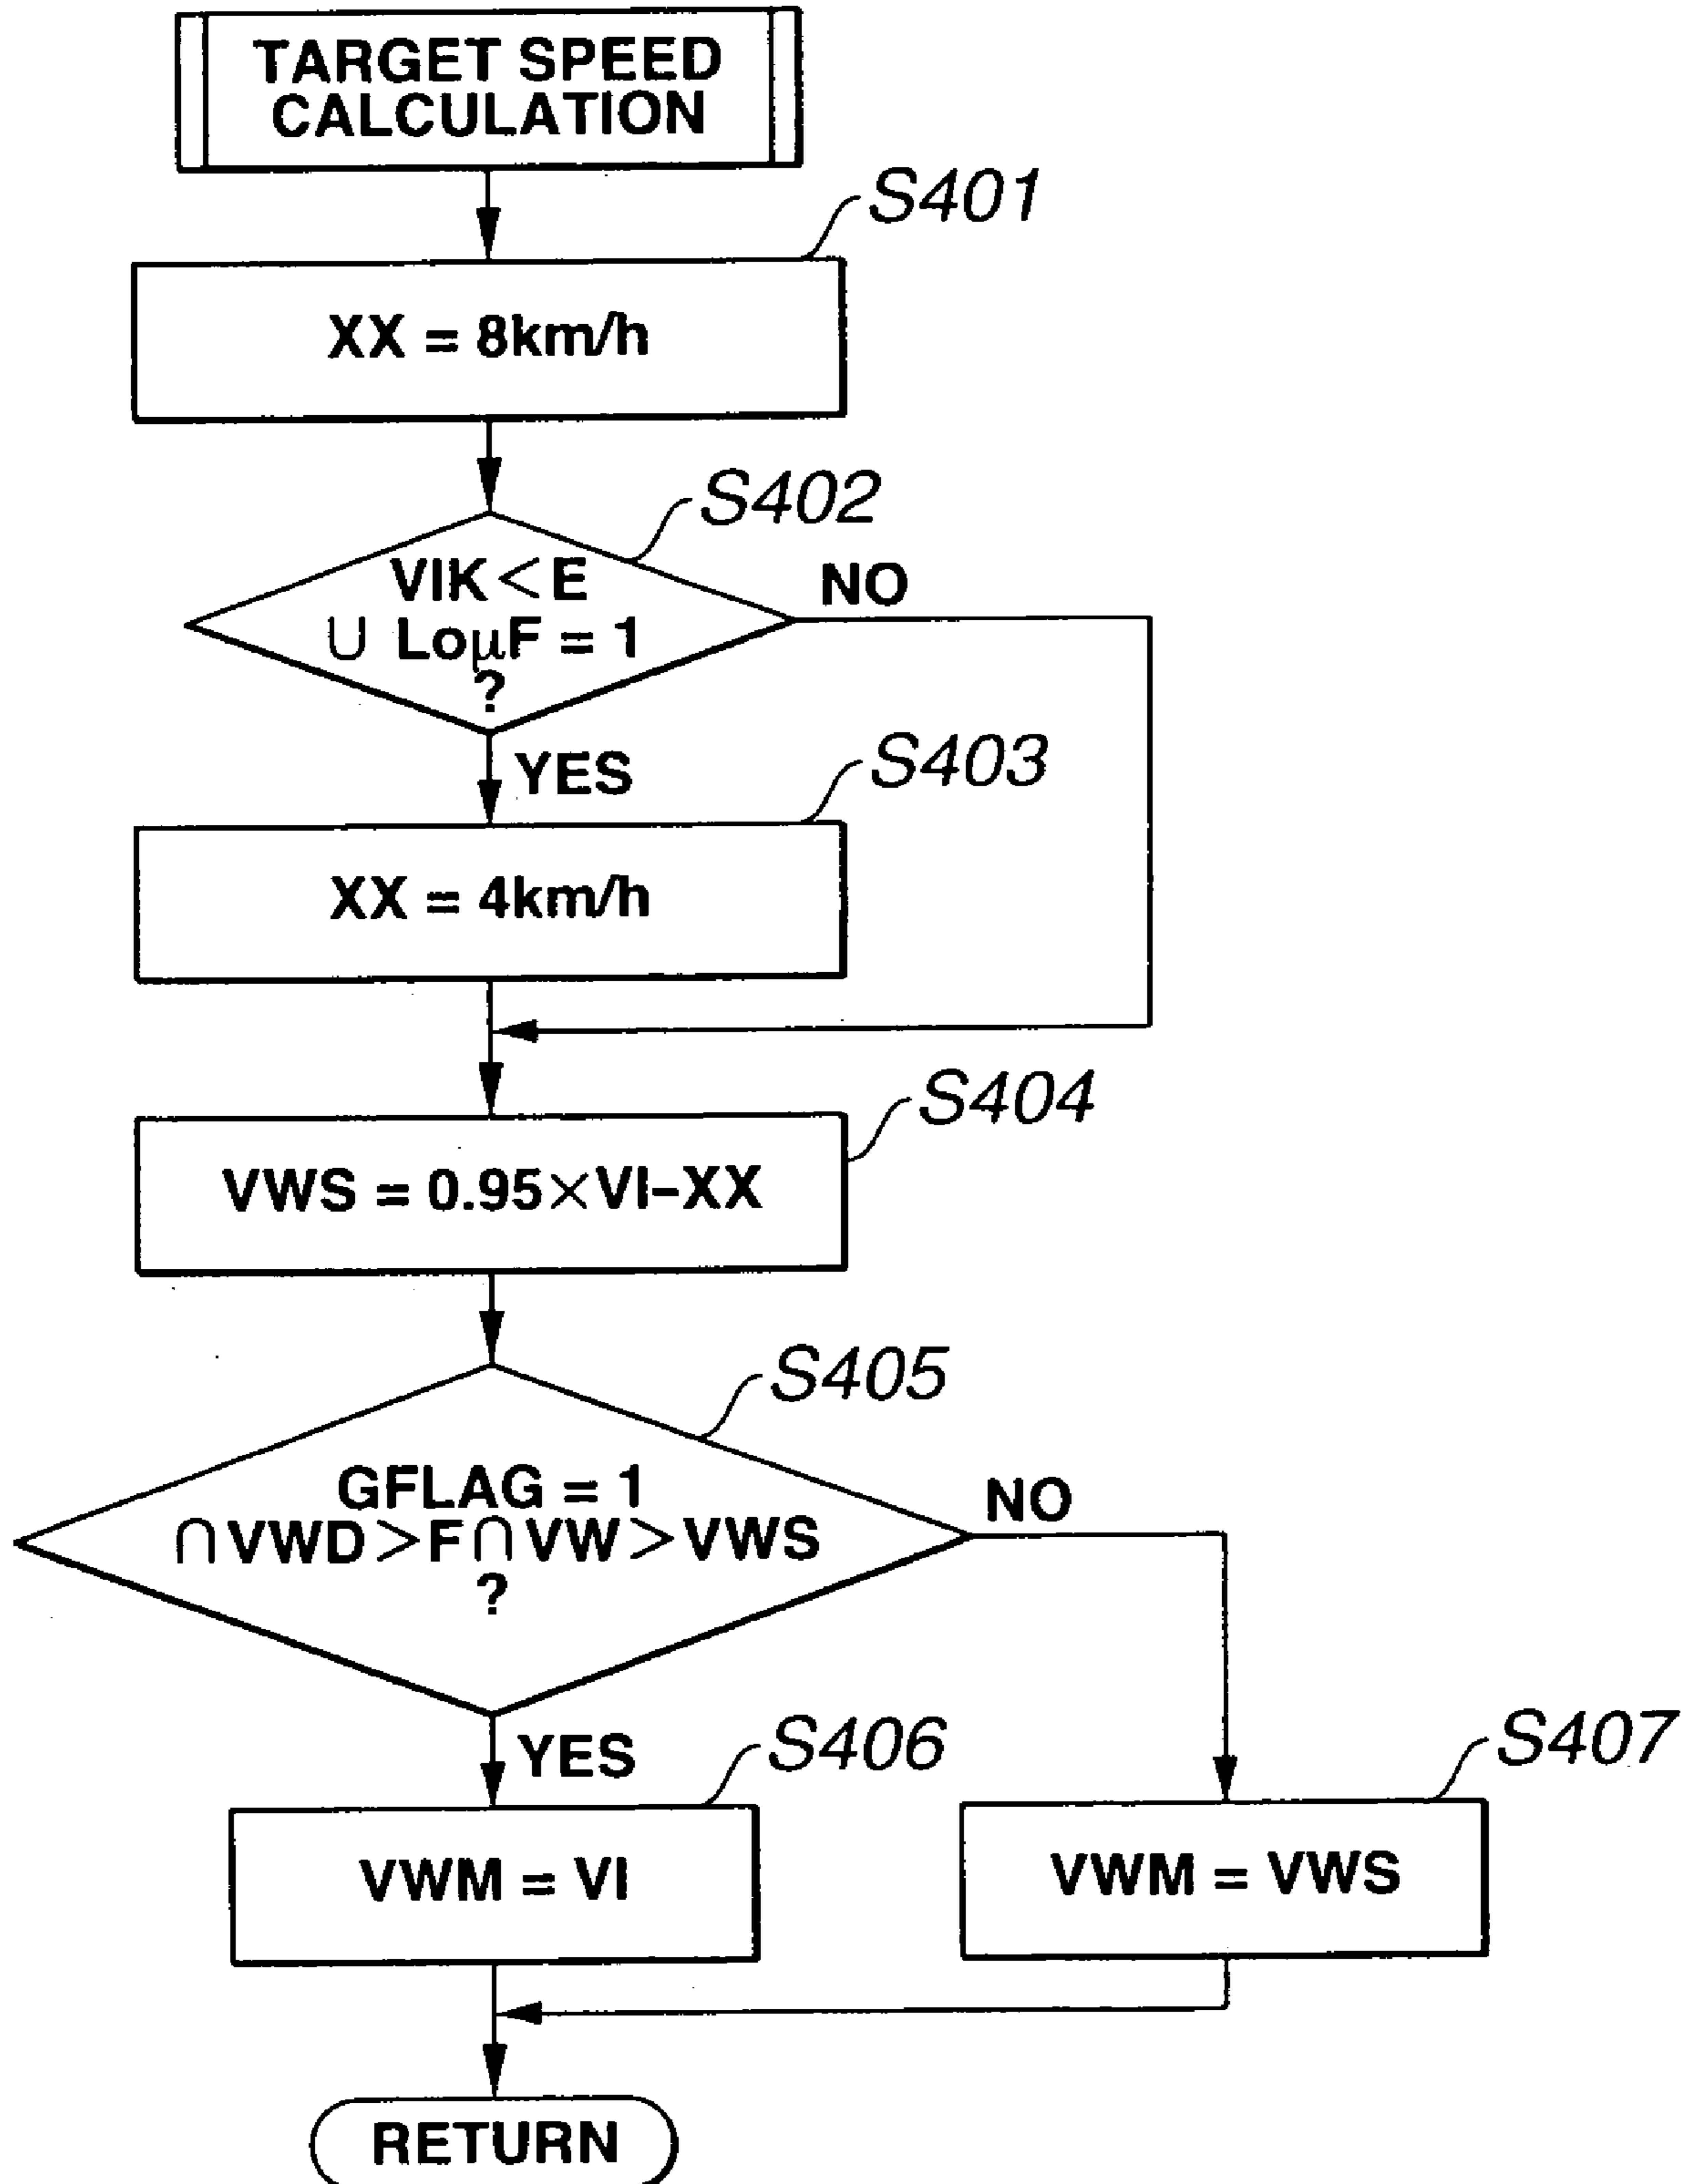 TARGET SPEED
CALCULATION
S401
XX = 8km/h
S402
VIK<E
∪ LoμF = 1
?
NO
YES
S403
XX = 4km/h
S404
VWS = 0.95×VI–XX
S405
GFLAG = 1
∩VWD>F∩VW>VWS
?
NO
YES
S406
S407
VWM = VI
VWM = VWS
RETURN